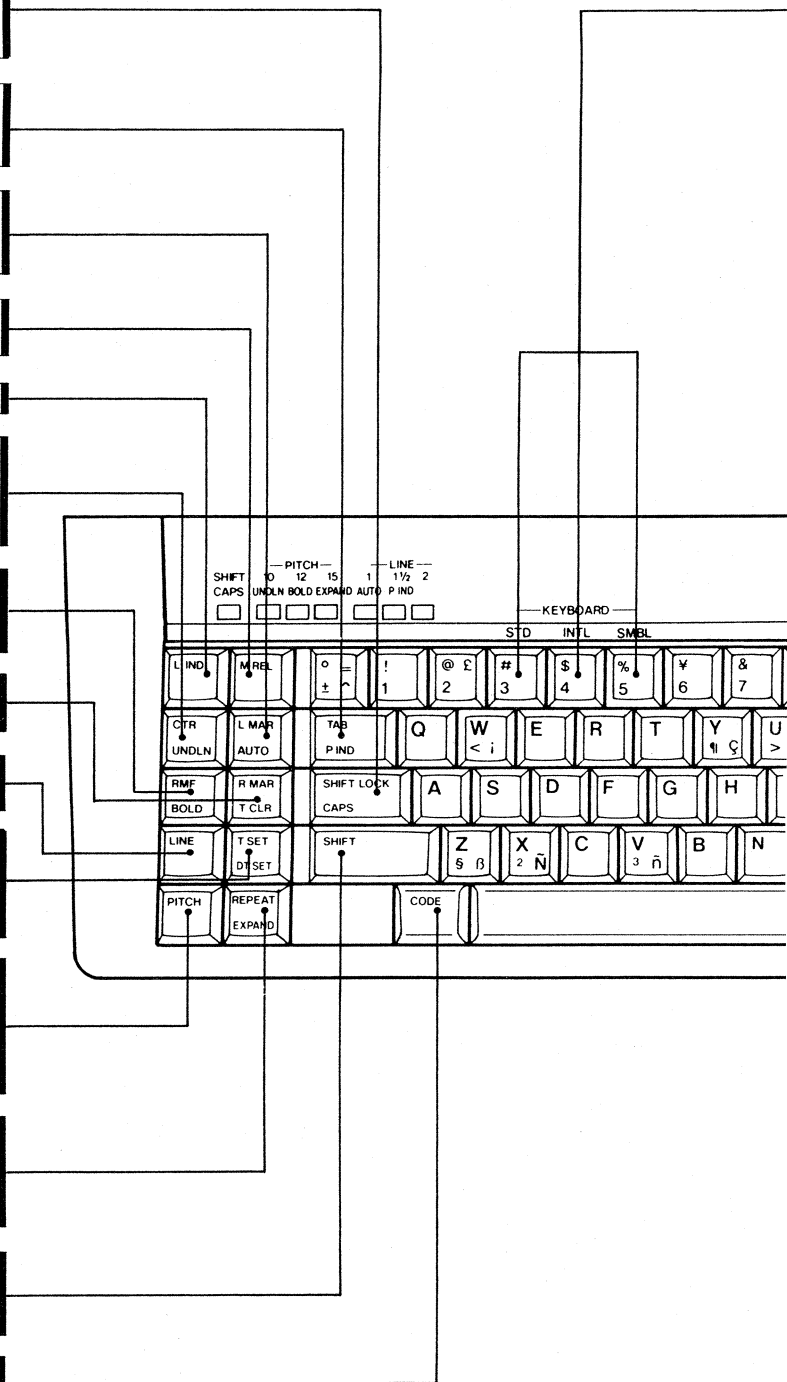 PITCH LINE
SHIFT 10 12 15 1 1½ 2
CAPS UNDLN BOLD EXPAND AUTO P IND
KEYBOARD
STD INTL SMBL
L IND M REL ° = ! @ £ # $ % ¥ &
± ^ 1 2 3 4 5 6 7
CTR L MAR TAB Q W E R T Y U
UNDLN AUTO P IND < ¡ ¶ Ç >
RMF R MAR SHIFT LOCK A S D F G H
BOLD T CLR CAPS
LINE T SET SHIFT Z X C V B N
DT SET § ß ² Ñ ³ ñ
PITCH REPEAT CODE
EXPAND